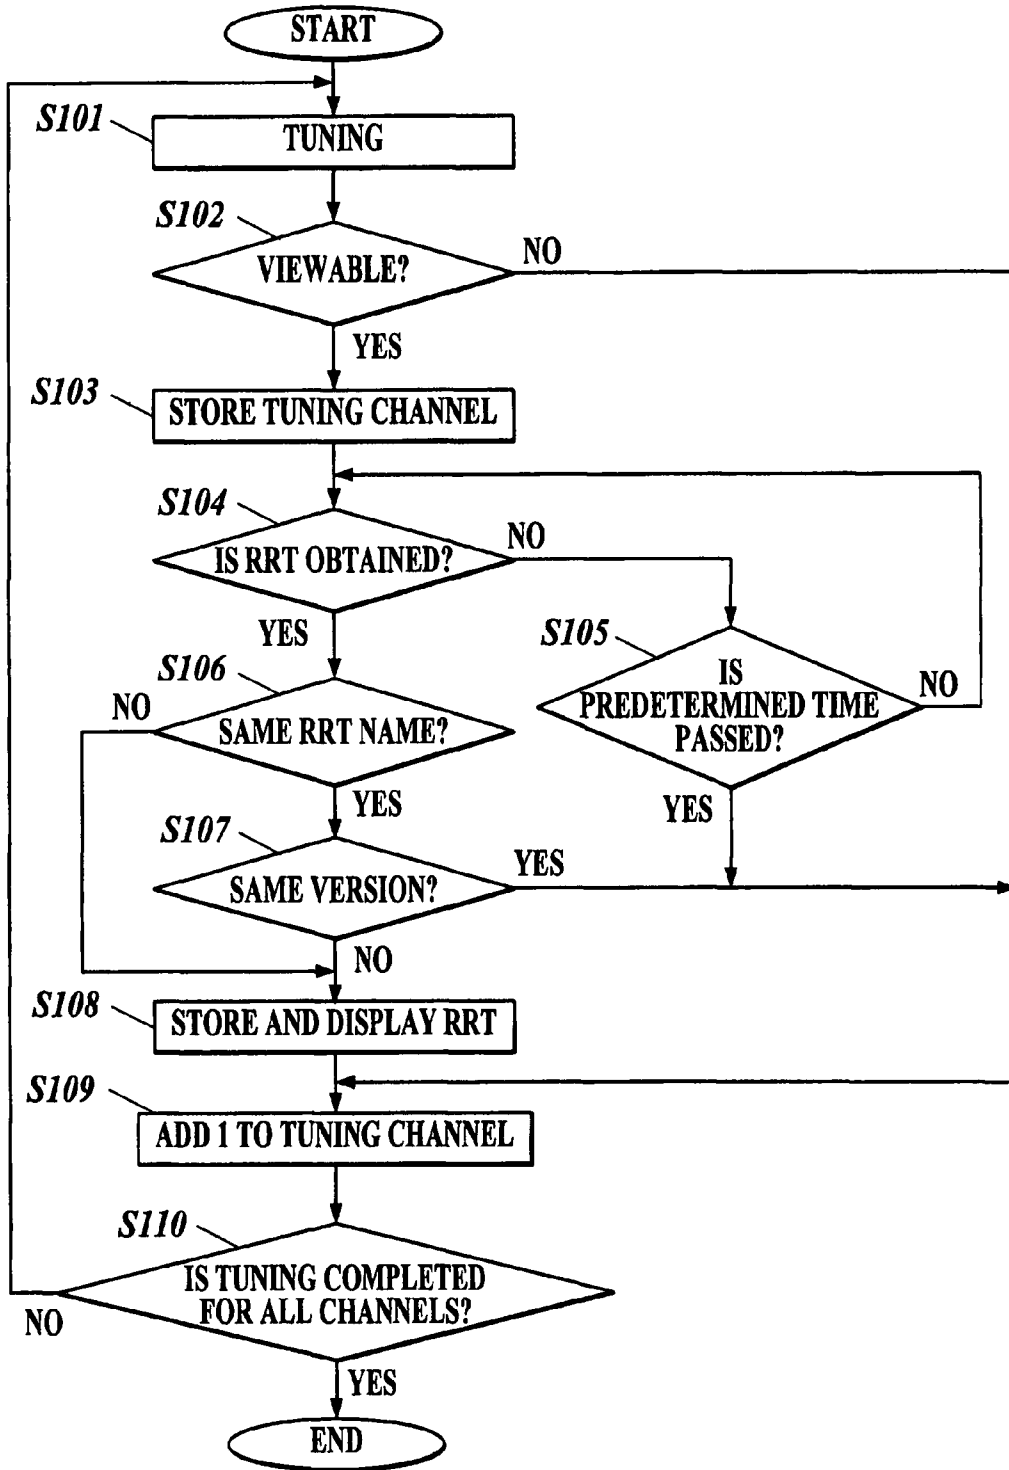 START
S101
TUNING
S102
VIEWABLE?
NO
YES
S103
STORE TUNING CHANNEL
S104
IS RRT OBTAINED?
NO
YES
S105
IS
PREDETERMINED TIME
PASSED?
NO
YES
S106
NO
SAME RRT NAME?
YES
S107
SAME VERSION?
YES
NO
S108
STORE AND DISPLAY RRT
S109
ADD 1 TO TUNING CHANNEL
S110
IS TUNING COMPLETED
FOR ALL CHANNELS?
NO
YES
END